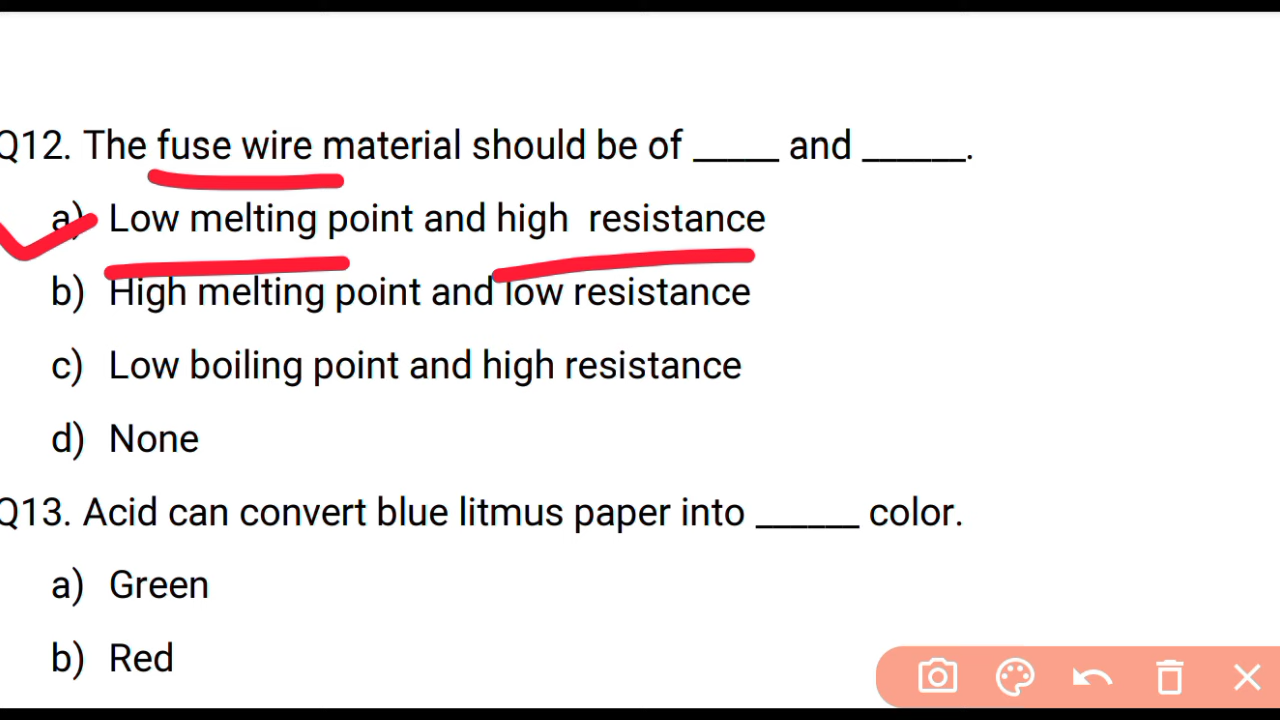 Q12. The fuse wire material should be of _____ and ______.
a) Low melting point and high resistance
b) High melting point and low resistance
c) Low boiling point and high resistance
d) None
Q13. Acid can convert blue litmus paper into ______ color.
a) Green
b) Red